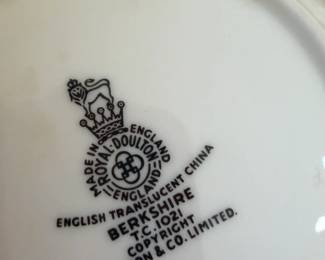 MADE IN ENGLAND
ROYAL·DOULTON
ENGLAND
ENGLISH TRANSLUCENT CHINA
BERKSHIRE
T.C. 1021
COPYRIGHT
N & CO. LIMITED.